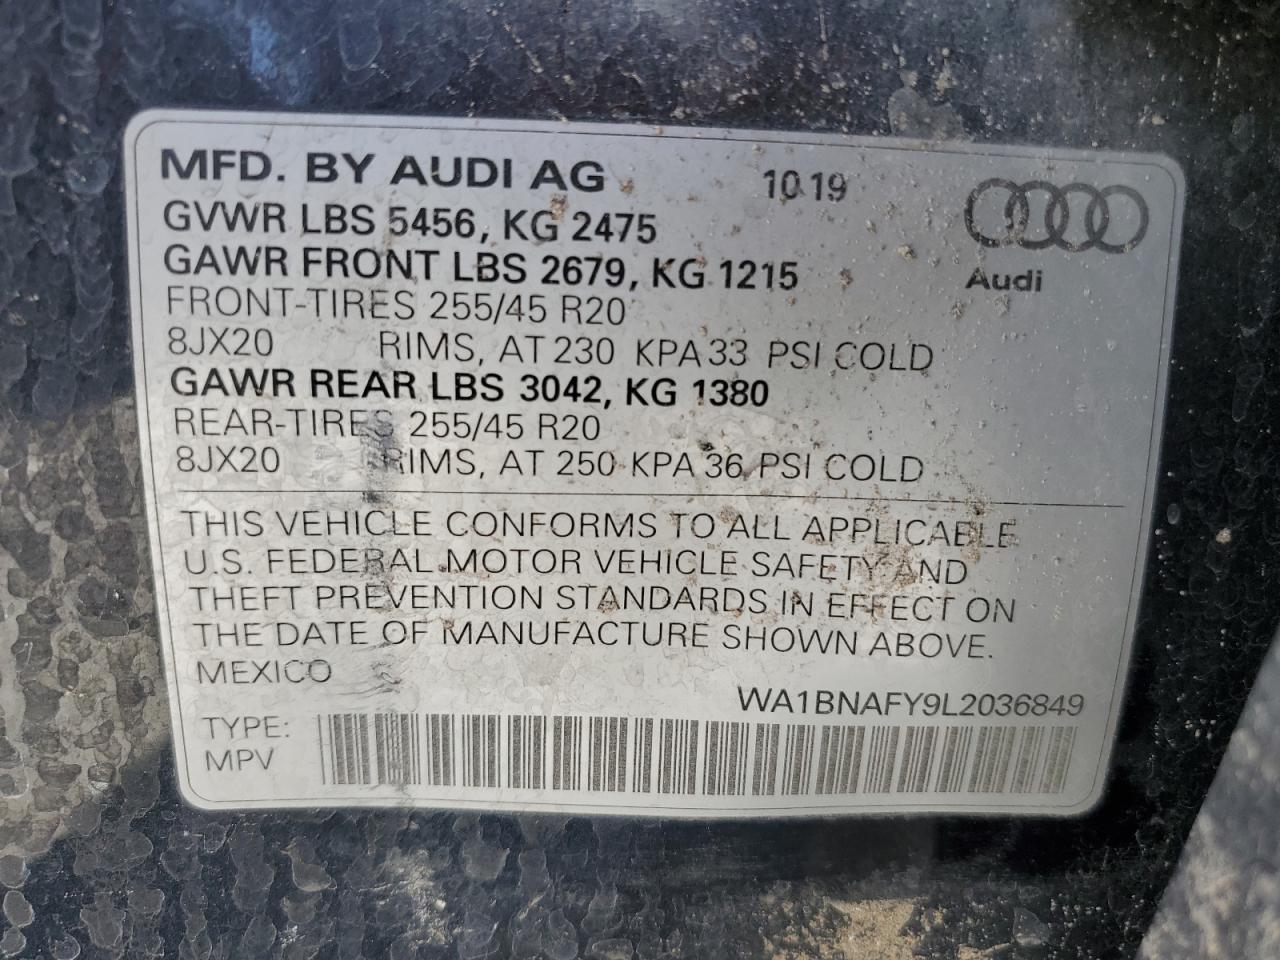 MFD. BY AUDI AG 10.19
GVWR LBS 5456, KG 2475
GAWR FRONT LBS 2679, KG 1215
Audi
FRONT-TIRES 255/45 R20
8JX20 RIMS, AT 230 KPA 33 PSI COLD
GAWR REAR LBS 3042, KG 1380
REAR-TIRES 255/45 R20
8JX20 RIMS, AT 250 KPA 36 PSI COLD
THIS VEHICLE CONFORMS TO ALL APPLICABLE
U.S. FEDERAL MOTOR VEHICLE SAFETY AND
THEFT PREVENTION STANDARDS IN EFFECT ON
THE DATE OF MANUFACTURE SHOWN ABOVE.
MEXICO
WA1BNAFY9L2036849
TYPE:
MPV